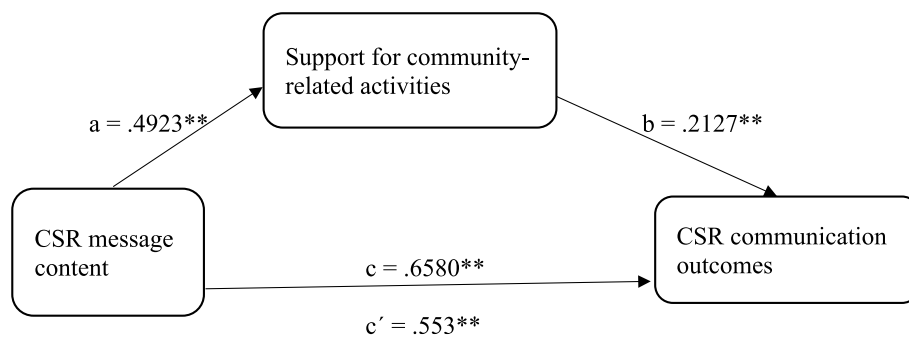 Support for community-
related activities
a = .4923**
b = .2127**
CSR message
content
CSR communication
outcomes
c = .6580**
c´ = .553**